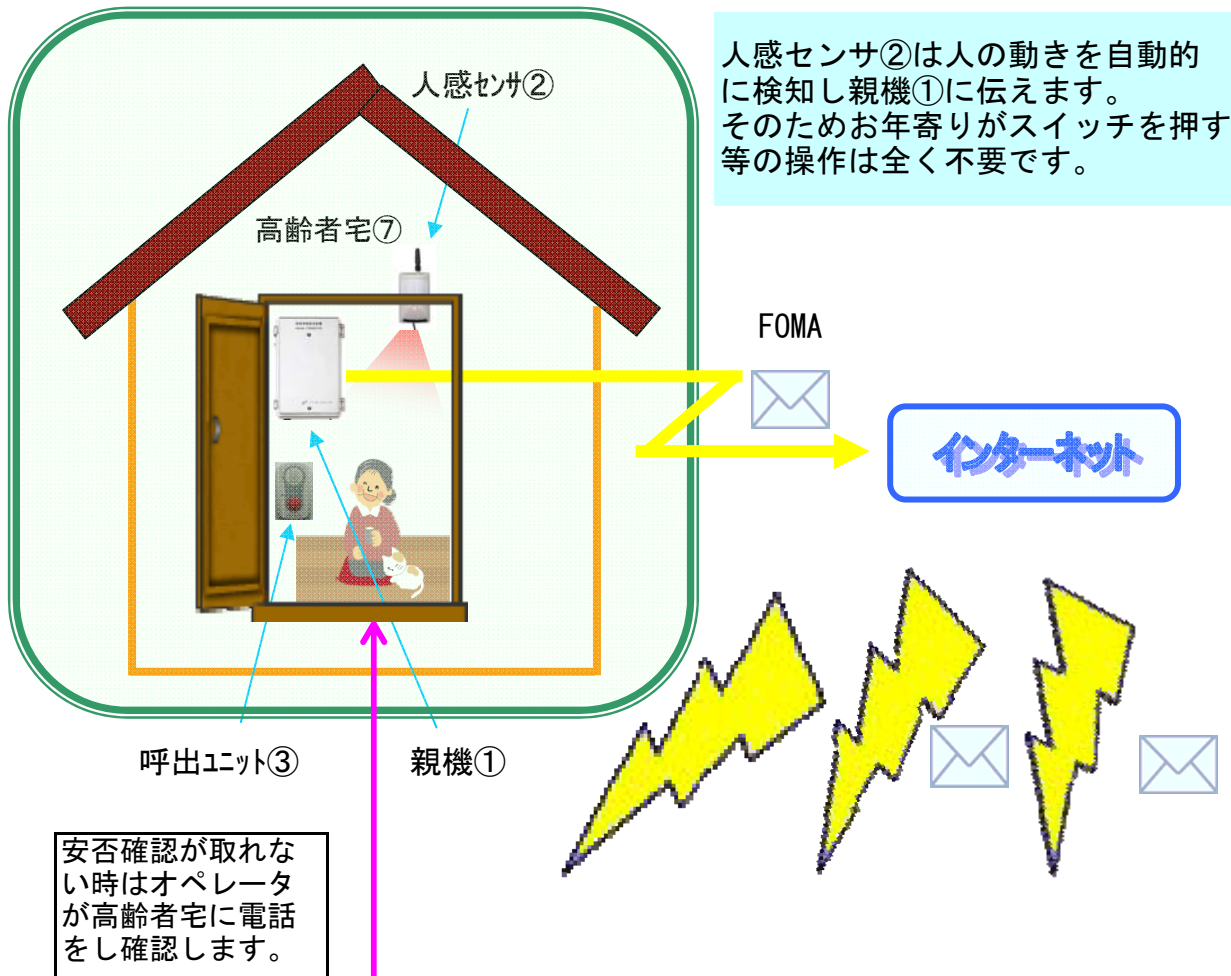 人感ｾﾝｻ②
人感センサ②は人の動きを自動的
に検知し親機①に伝えます。
そのためお年寄りがスイッチを押す
等の操作は全く不要です。
高齢者宅⑦
FOMA
インターネット
呼出ﾕﾆｯﾄ③
親機①
安否確認が取れな
い時はオペレータ
が高齢者宅に電話
をし確認します。